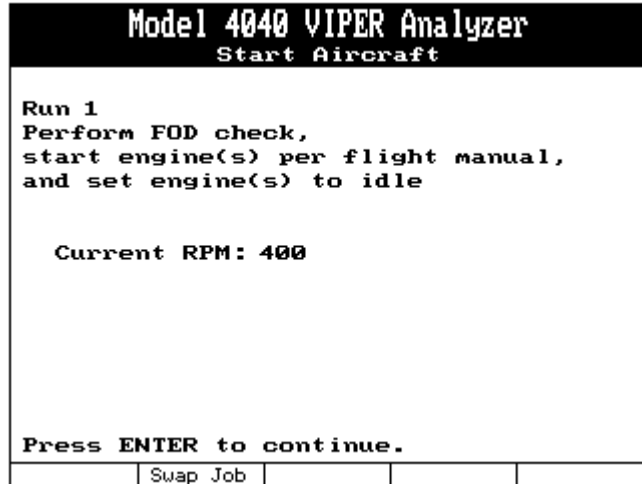 Model 4040 VIPER Analyzer
Start Aircraft
Run 1
Perform FOD check,
start engine(s) per flight manual,
and set engine(s) to idle
Current RPM: 400
Press ENTER to continue.
Swap Job